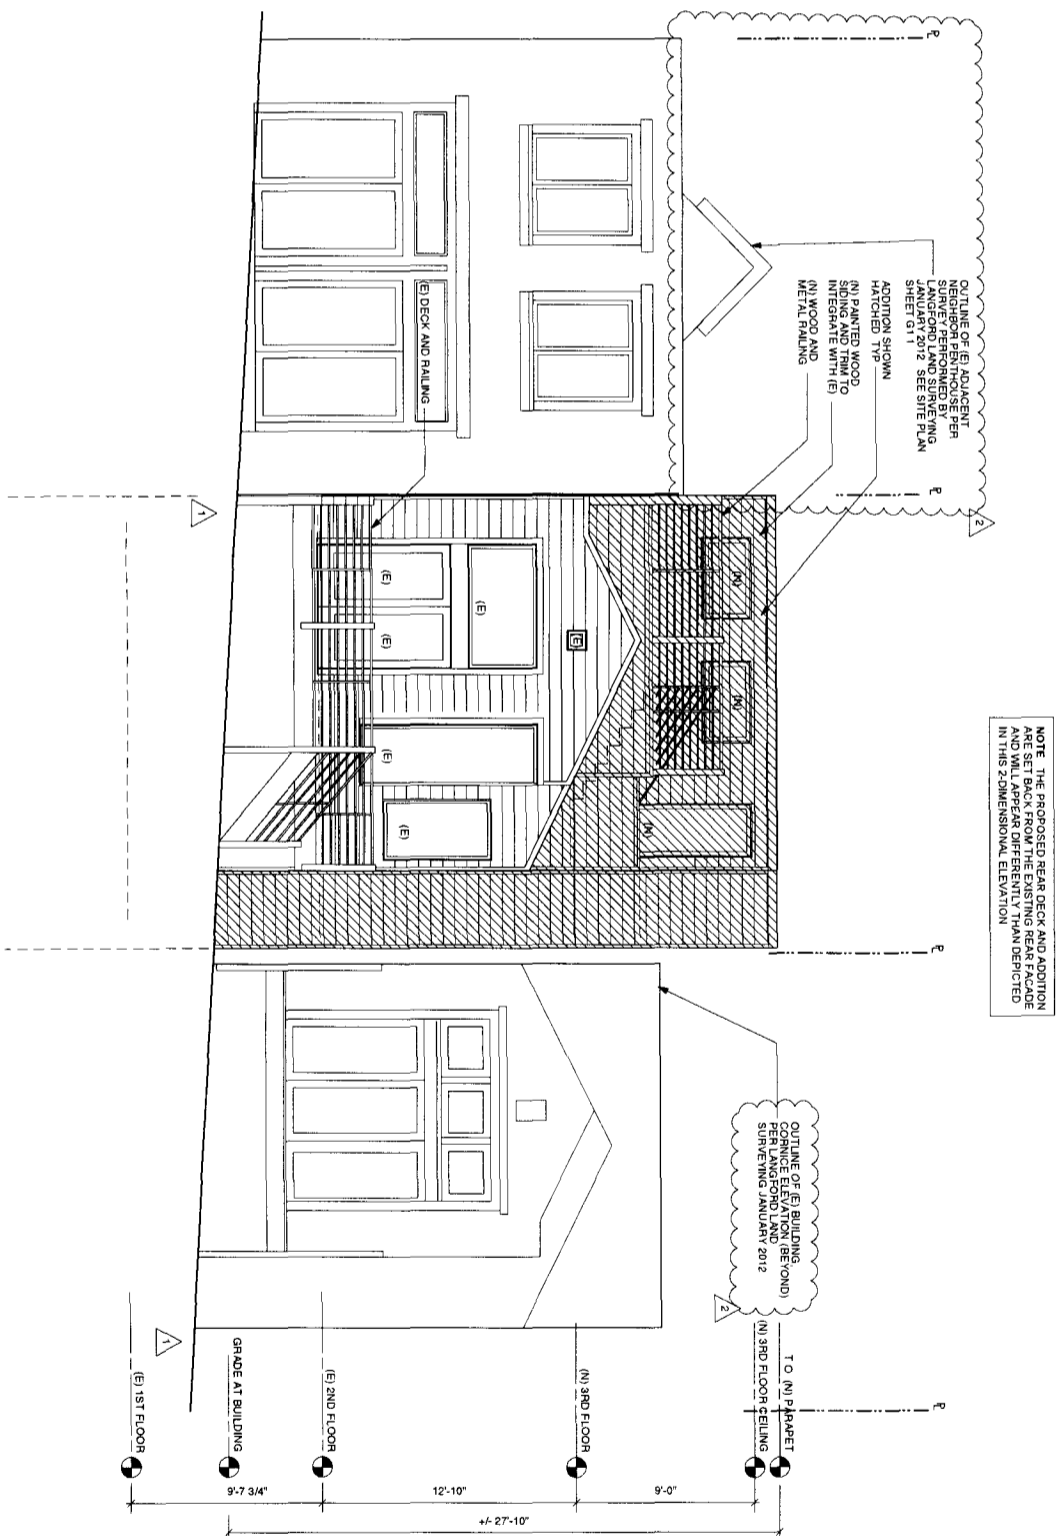 NOTE THE PROPOSED REAR DECK AND ADDITION
ARE SET BACK FROM THE EXISTING REAR FACADE
AND WILL APPEAR DIFFERENTLY THAN DEPICTED
IN THIS 2-DIMENSIONAL ELEVATION
OUTLINE OF (E) ADJACENT
NEIGHBOR PENTHOUSE PER
SURVEY PERFORMED BY
LANGFORD LAND SURVEYING
JANUARY 2012 SEE SITE PLAN
SHEET G1 1
ADDITION SHOWN
HATCHED TYP
(N) PAINTED WOOD
SIDING AND TRIM TO
INTEGRATE WITH (E)
(N) WOOD AND
METAL RAILING
(E) DECK AND RAILING
PL
PL
PL
PL
2
1
(N)
(N)
(N)
(E)
(E)
(E)
(E)
(E)
(E)
OUTLINE OF (E) BUILDING,
CORNICE ELEVATION (BEYOND)
PER LANGFORD LAND
SURVEYING JANUARY 2012
2
1
T O (N) PARAPET
(N) 3RD FLOOR CEILING
(N) 3RD FLOOR
(E) 2ND FLOOR
GRADE AT BUILDING
(E) 1ST FLOOR
9'-0"
12'-10"
9'-7 3/4"
+/- 27'-10"